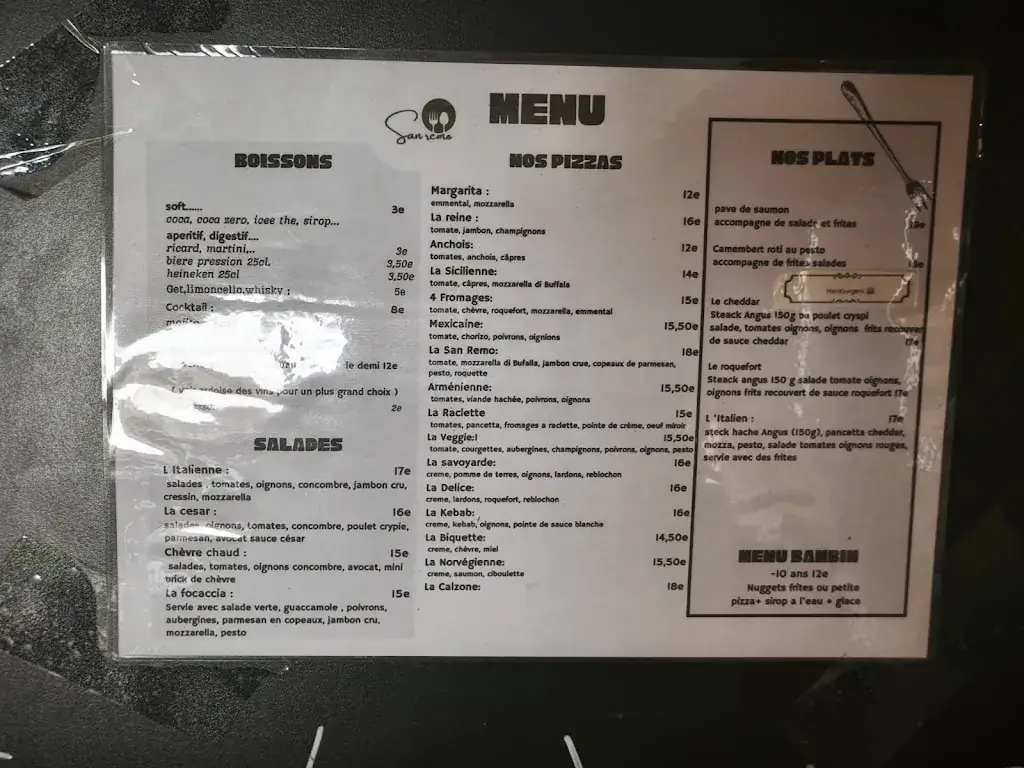 San remo
MENU
BOISSONS
soft......
3e
coca, coca zero, icee the, sirop...
aperitif, digestif....
ricard, martini,..
3e
biere pression 25cl.
3,50e
heineken 25cl
3,50e
Get,limoncello,whisky :
5e
Cocktail :
8e
le demi 12e
des vins pour un plus grand choix )
2e
SALADES
L Italienne :
17e
salades , tomates, oignons, concombre, jambon cru,
cressin, mozzarella
La cesar :
16e
salades, oignons, tomates, concombre, poulet crypie,
parmesan, avocat sauce césar
Chèvre chaud :
15e
salades, tomates, oignons concombre, avocat, mini
brick de chèvre
La focaccia :
15e
Servie avec salade verte, guaccamole , poivrons,
aubergines, parmesan en copeaux, jambon cru,
mozzarella, pesto
NOS PIZZAS
Margarita :
12e
emmental, mozzarella
La reine :
16e
tomate, jambon, champignons
Anchois:
12e
tomates, anchois, câpres
La Sicilienne:
14e
tomate, câpres, mozzarella di Buffala
4 Fromages:
15e
tomate, chèvre, roquefort, mozzarella, emmental
Mexicaine:
15,50e
tomate, chorizo, poivrons, oignions
La San Remo:
18e
tomate, mozzarella di Bufalla, jambon crue, copeaux de parmesan,
pesto, roquette
Arménienne:
15,50e
tomates, viande hachée, poivrons, oignons
La Raclette
15e
tomates, pancetta, fromages a raclette, pointe de crème, oeuf miroir
La Veggie:l
15,50e
tomate, courgettes, aubergines, champignons, poivrons, oignons, pesto
La savoyarde:
16e
creme, pomme de terres, oignons, lardons, reblochon
La Delice:
16e
creme, lardons, roquefort, reblochon
La Kebab:
16e
creme, kebab, oignons, pointe de sauce blanche
La Biquette:
14,50e
creme, chèvre, miel
La Norvégienne:
15,50e
creme, saumon, ciboulette
La Calzone:
18e
NOS PLATS
pave de saumon
accompagne de salade et frites
Camembert roti au pesto
accompagne de frites salades
Hamburgers
Le cheddar
Steack Angus 150g ou poulet cryspi
salade, tomates oignons, oignons frits recouver
de sauce cheddar
17e
Le roquefort
Steack angus 150 g salade tomate oignons,
oignons frits recouvert de sauce roquefort 17e
L 'Italien :
17e
steck hache Angus (150g), pancetta cheddar,
mozza, pesto, salade tomates oignons rouges,
servie avec des frites
MENU BAMBIN
-10 ans 12e
Nuggets frites ou petite
pizza+ sirop a l'eau + glace